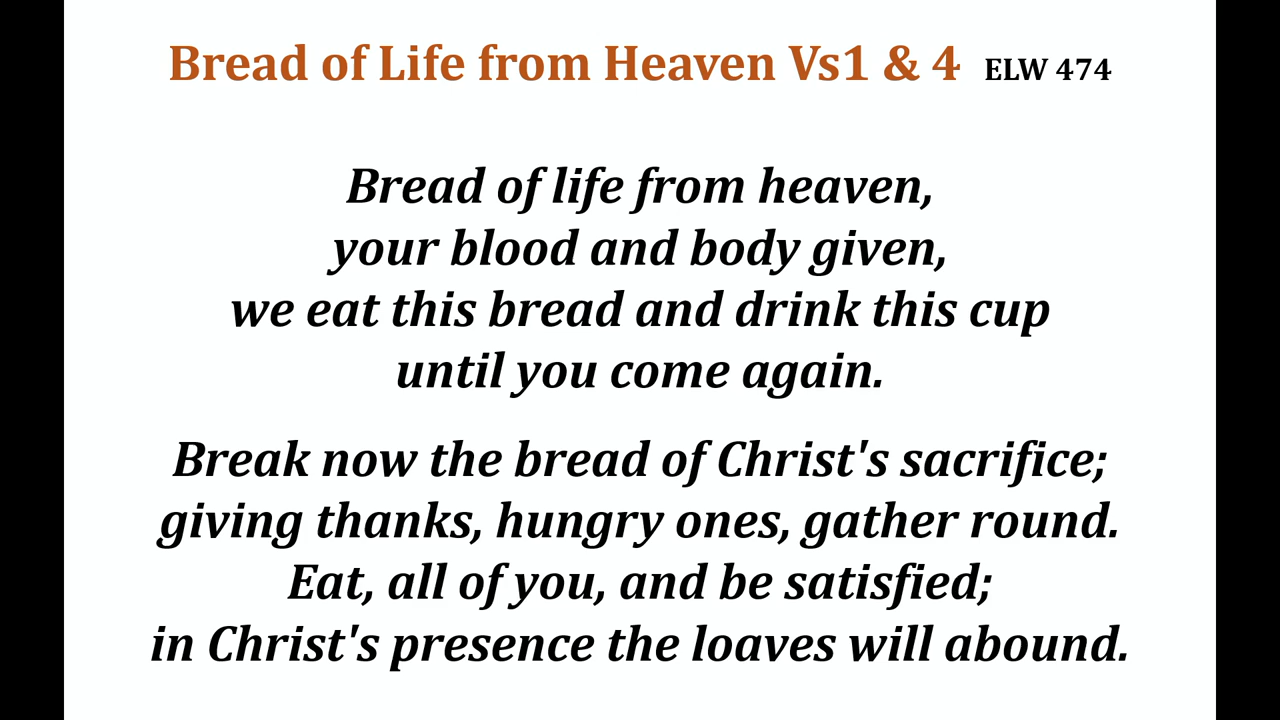 Bread of Life from Heaven Vs1 & 4 ELW 474
Bread of life from heaven,
your blood and body given,
we eat this bread and drink this cup
until you come again.
Break now the bread of Christ's sacrifice;
giving thanks, hungry ones, gather round.
Eat, all of you, and be satisfied;
in Christ's presence the loaves will abound.